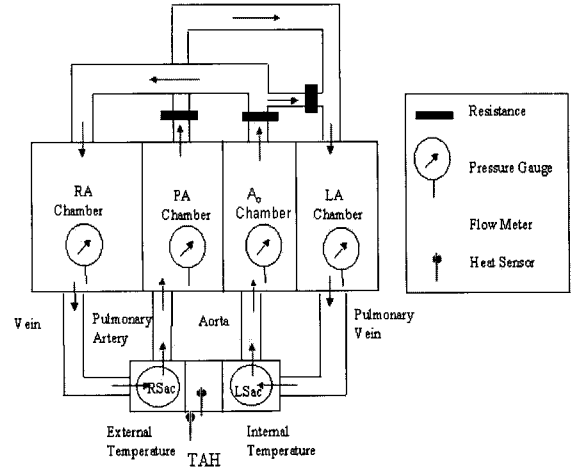 RA
Chamber
PA
Chamber
Ao
Chamber
LA
Chamber
Resistance
Pressure Gauge
Flow Meter
Heat Sensor
Vein
Pulmonary
Artery
Aorta
Pulmonary
Vein
RSac
LSac
External
Temperature
TAH
Internal
Temperature